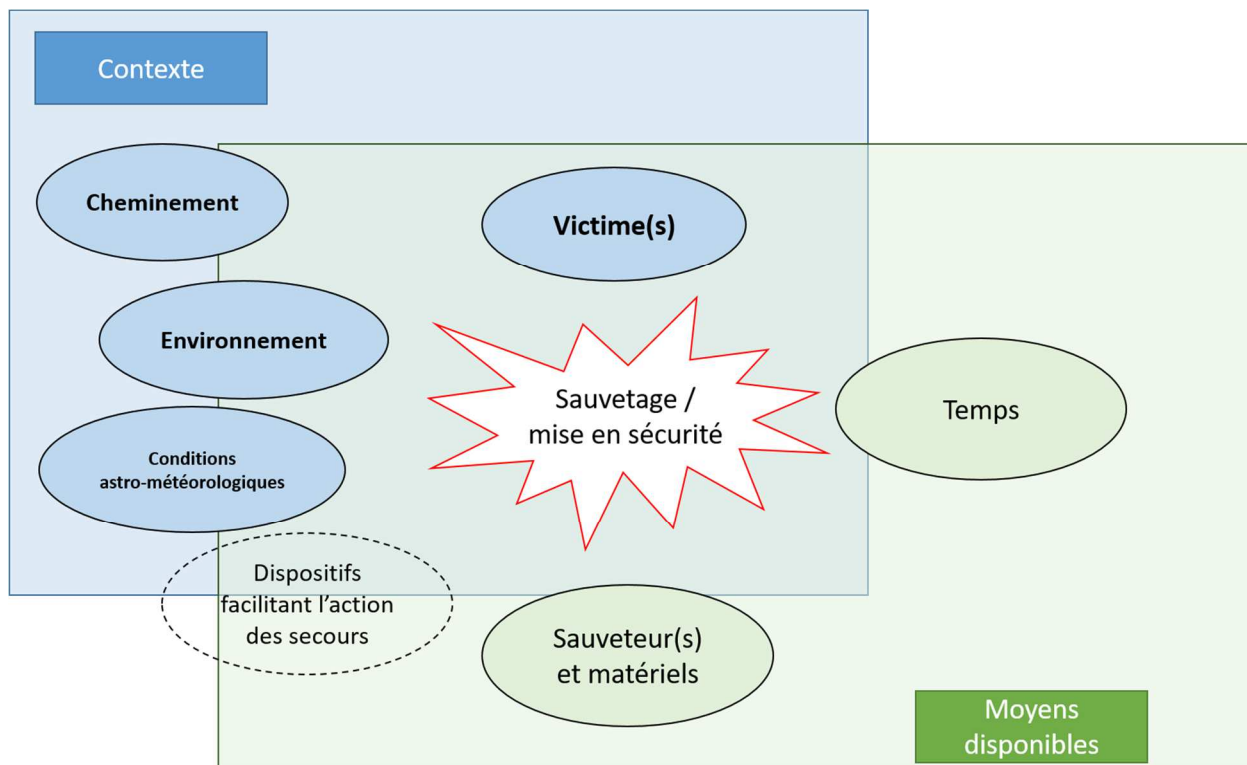 Contexte
Cheminement
Victime(s)
Environnement
Sauvetage /
mise en sécurité
Temps
Conditions
astro-météorologiques
Dispositifs
facilitant l’action
des secours
Sauveteur(s)
et matériels
Moyens
disponibles